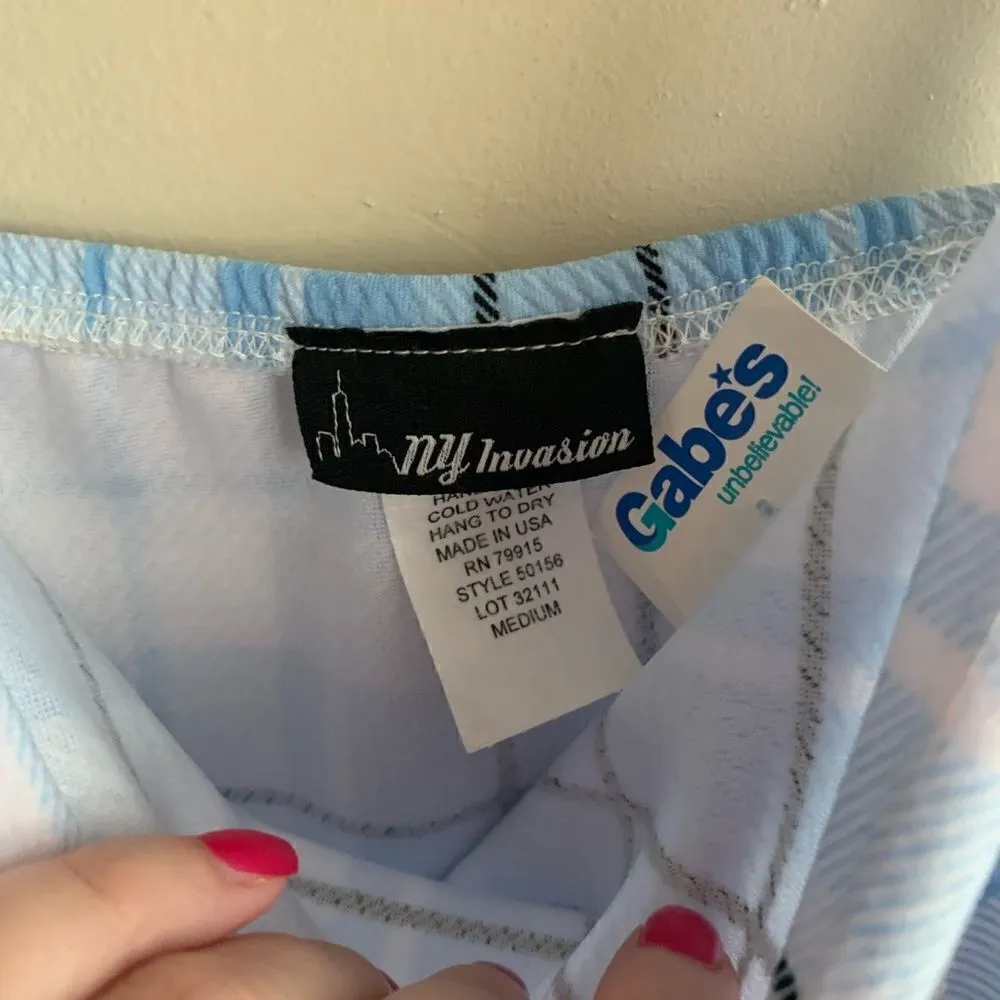 NY Invasion
COLD WATER
HANG TO DRY
MADE IN USA
RN 79915
STYLE 50156
LOT 32111
MEDIUM
Gabe's
unbelievable!